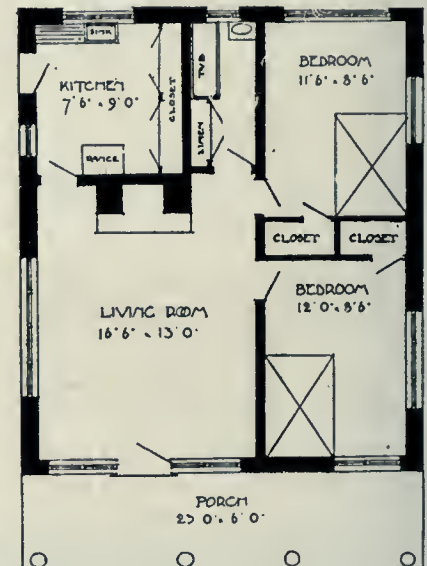 SINK
KITCHEN
7'6" x 9'0"
RANGE
CLOSET
TUB
LINEN
BEDROOM
11'6" x 8'6"
CLOSET
CLOSET
LIVING ROOM
16'6" x 13'0"
BEDROOM
12'0" x 8'6"
PORCH
25'0" x 6'0"